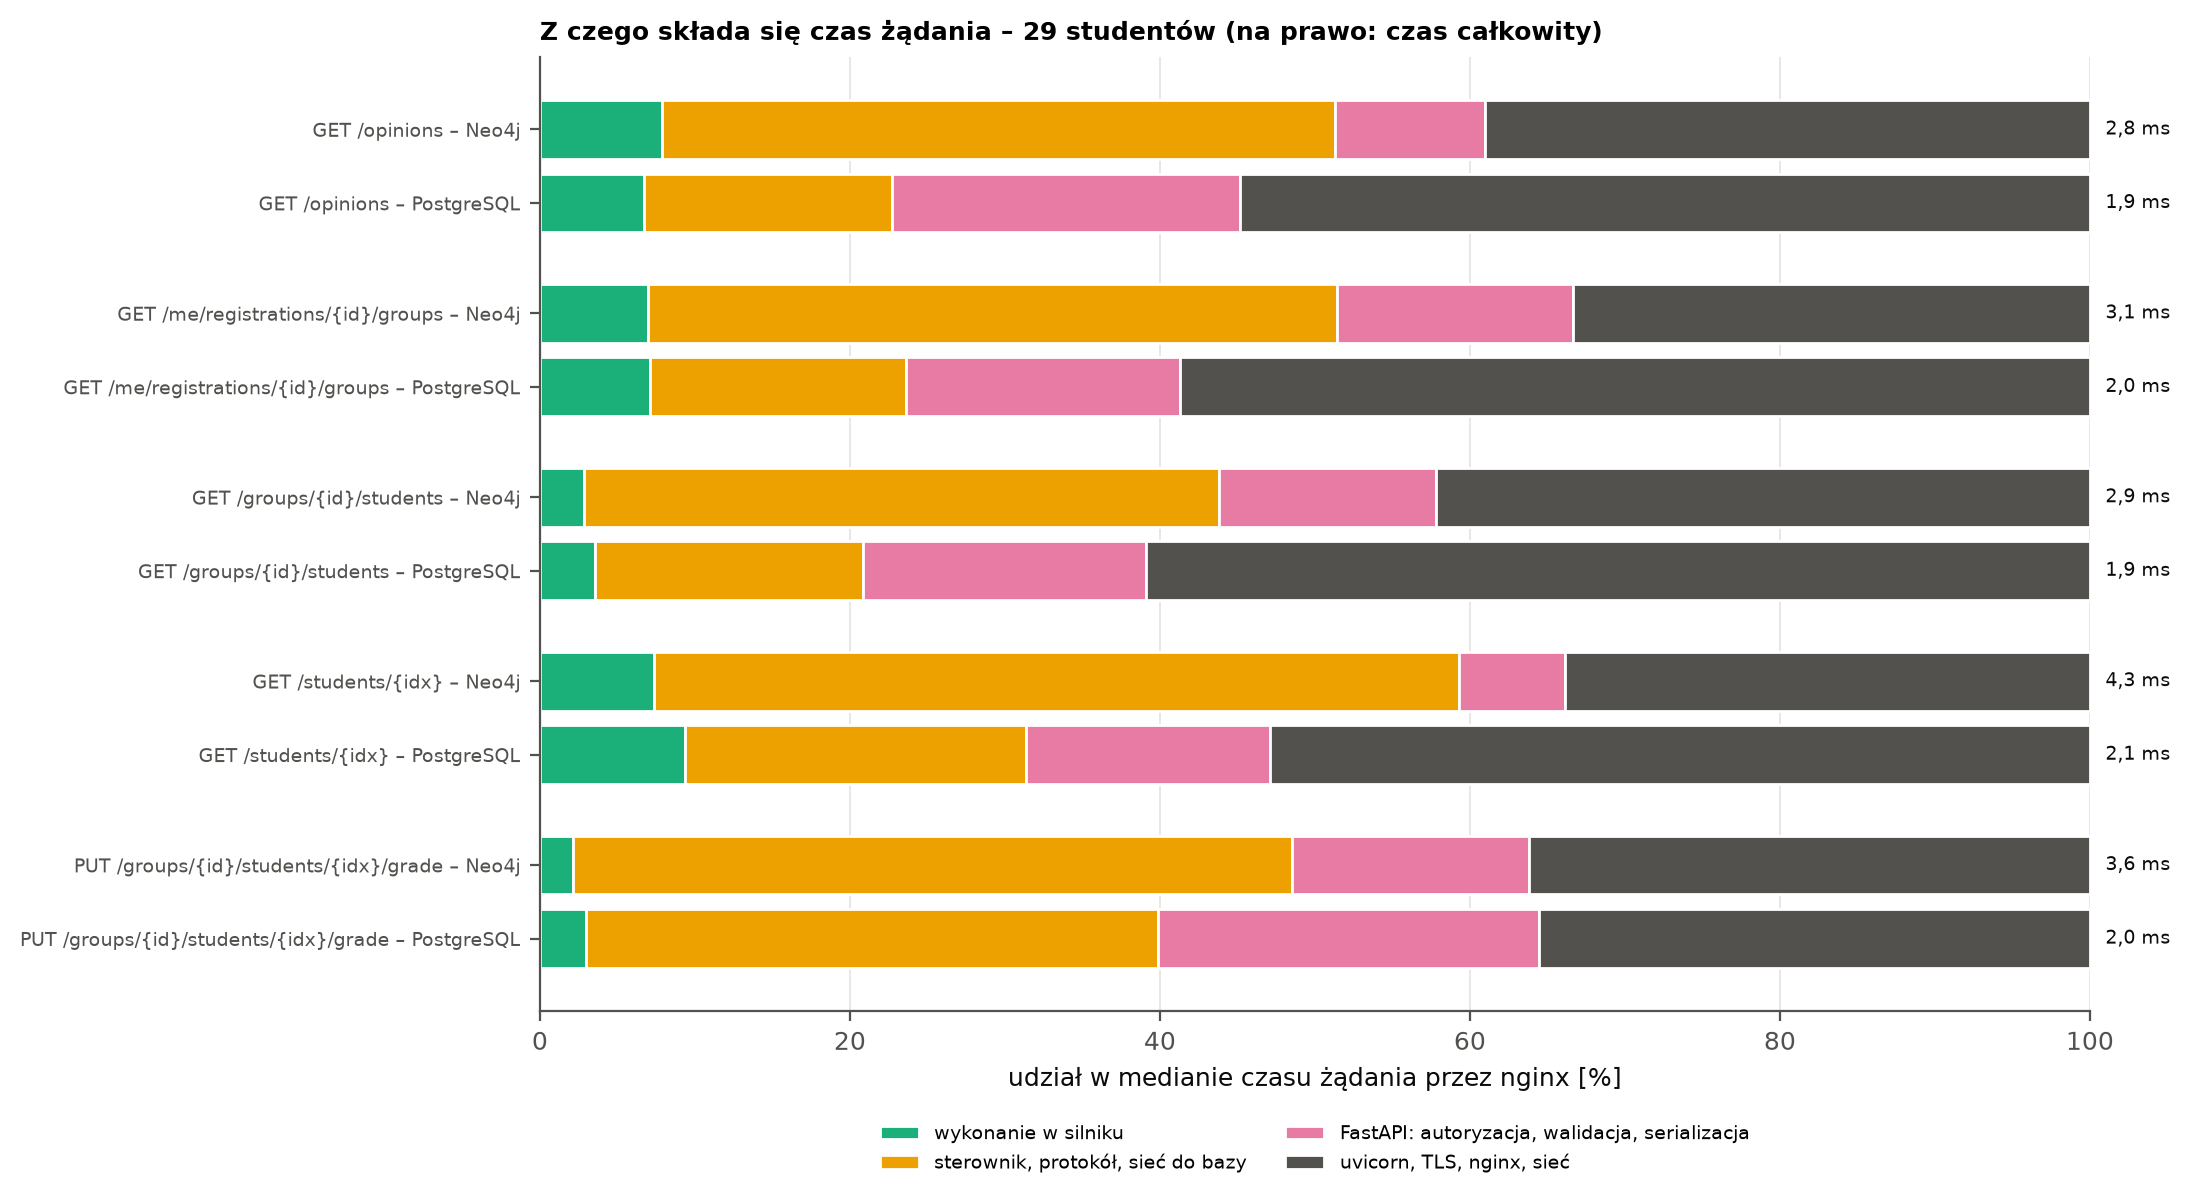 Z czego składa się czas żądania – 29 studentów (na prawo: czas całkowity)
GET /opinions – Neo4j
2,8 ms
GET /opinions – PostgreSQL
1,9 ms
GET /me/registrations/{id}/groups – Neo4j
3,1 ms
GET /me/registrations/{id}/groups – PostgreSQL
2,0 ms
GET /groups/{id}/students – Neo4j
2,9 ms
GET /groups/{id}/students – PostgreSQL
1,9 ms
GET /students/{idx} – Neo4j
4,3 ms
GET /students/{idx} – PostgreSQL
2,1 ms
PUT /groups/{id}/students/{idx}/grade – Neo4j
3,6 ms
PUT /groups/{id}/students/{idx}/grade – PostgreSQL
2,0 ms
0 20 40 60 80 100
udział w medianie czasu żądania przez nginx [%]
wykonanie w silniku
sterownik, protokół, sieć do bazy
FastAPI: autoryzacja, walidacja, serializacja
uvicorn, TLS, nginx, sieć